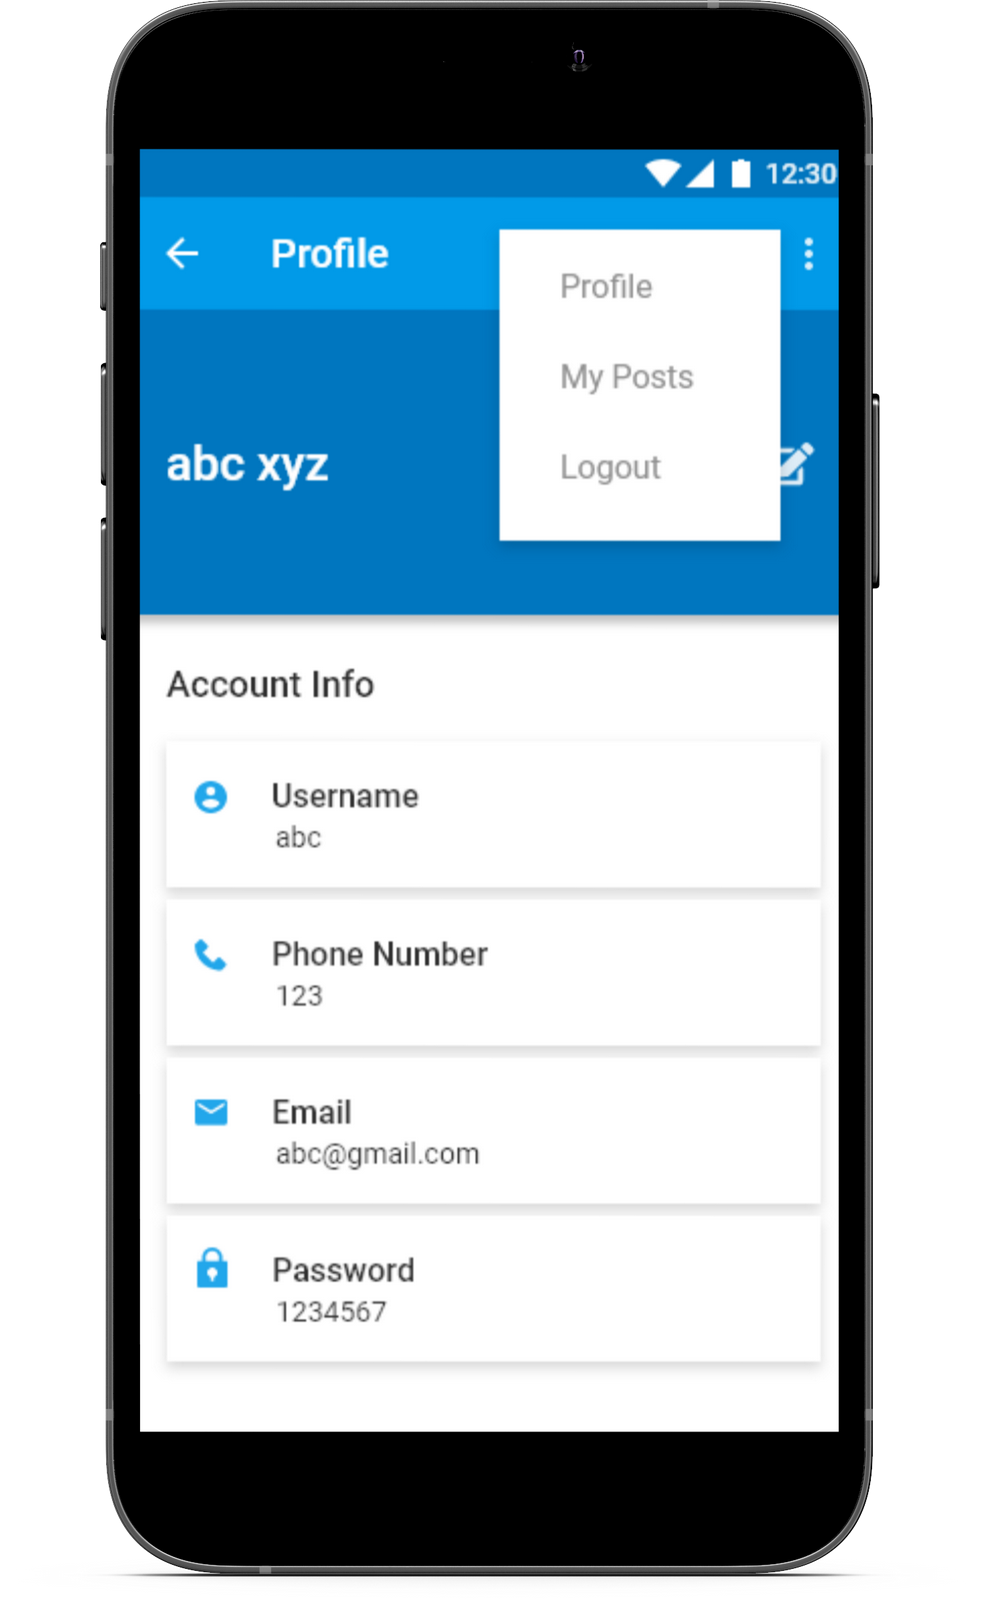 12:30
Profile
Profile
My Posts
Logout
abc xyz
Account Info
Username
abc
Phone Number
123
Email
abc@gmail.com
Password
1234567